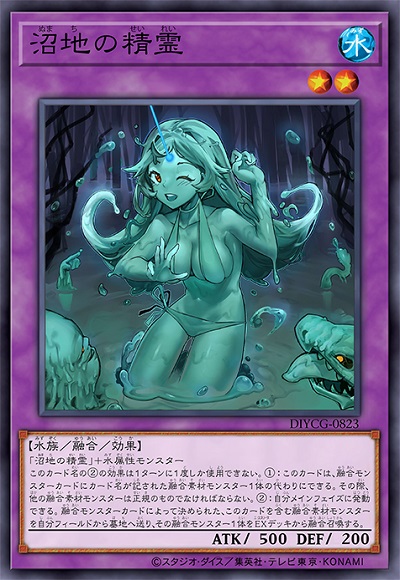 沼地の精霊
水
DIYCG-0823
【水族／融合／効果】
「沼地の精霊」＋水属性モンスター
このカード名の②の効果は1ターンに1度しか使用できない。①：このカードは、融合モン
スターカードにカード名が記された融合素材モンスター1体の代わりにできる。その際、
他の融合素材モンスターは正規のものでなければならない。②：自分メインフェイズに発動
できる。融合モンスターカードによって決められた、このカードを含む融合素材モンスター
を自分フィールドから墓地へ送り、その融合モンスター1体をEXデッキから融合召喚する。
ATK/ 500 DEF/ 200
©スタジオ・ダイス／集英社・テレビ東京・KONAMI